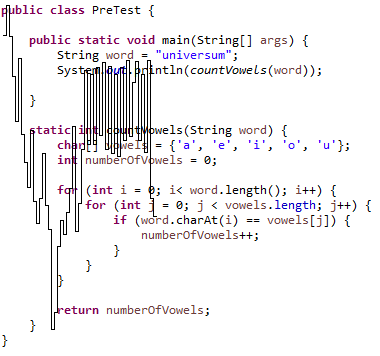 public class PreTest {
public static void main(String[] args) {
String word = "universum";
System.out.println(countVowels(word));
}
static int countVowels(String word) {
char[] vowels = {'a', 'e', 'i', 'o', 'u'};
int numberOfVowels = 0;
for (int i = 0; i< word.length(); i++) {
for (int j = 0; j < vowels.length; j++) {
if (word.charAt(i) == vowels[j]) {
numberOfVowels++;
}
}
}
return numberOfVowels;
}
}